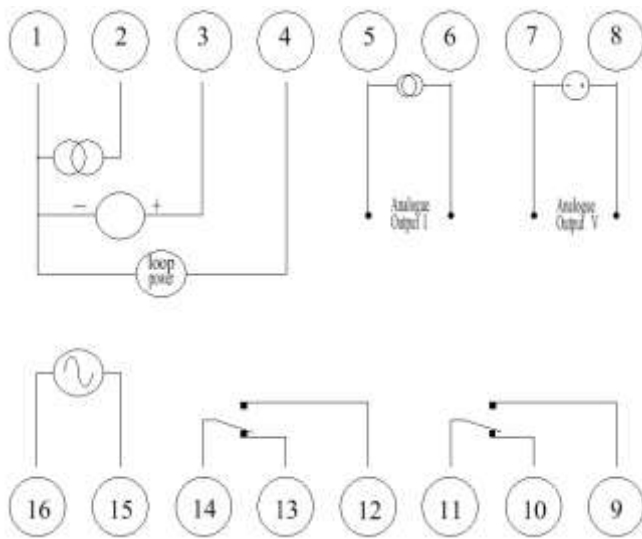 1 2 3 4 5 6 7 8
− +
loop
power
Analogue
Output I
Analogue
Output V
- +
16 15 14 13 12 11 10 9